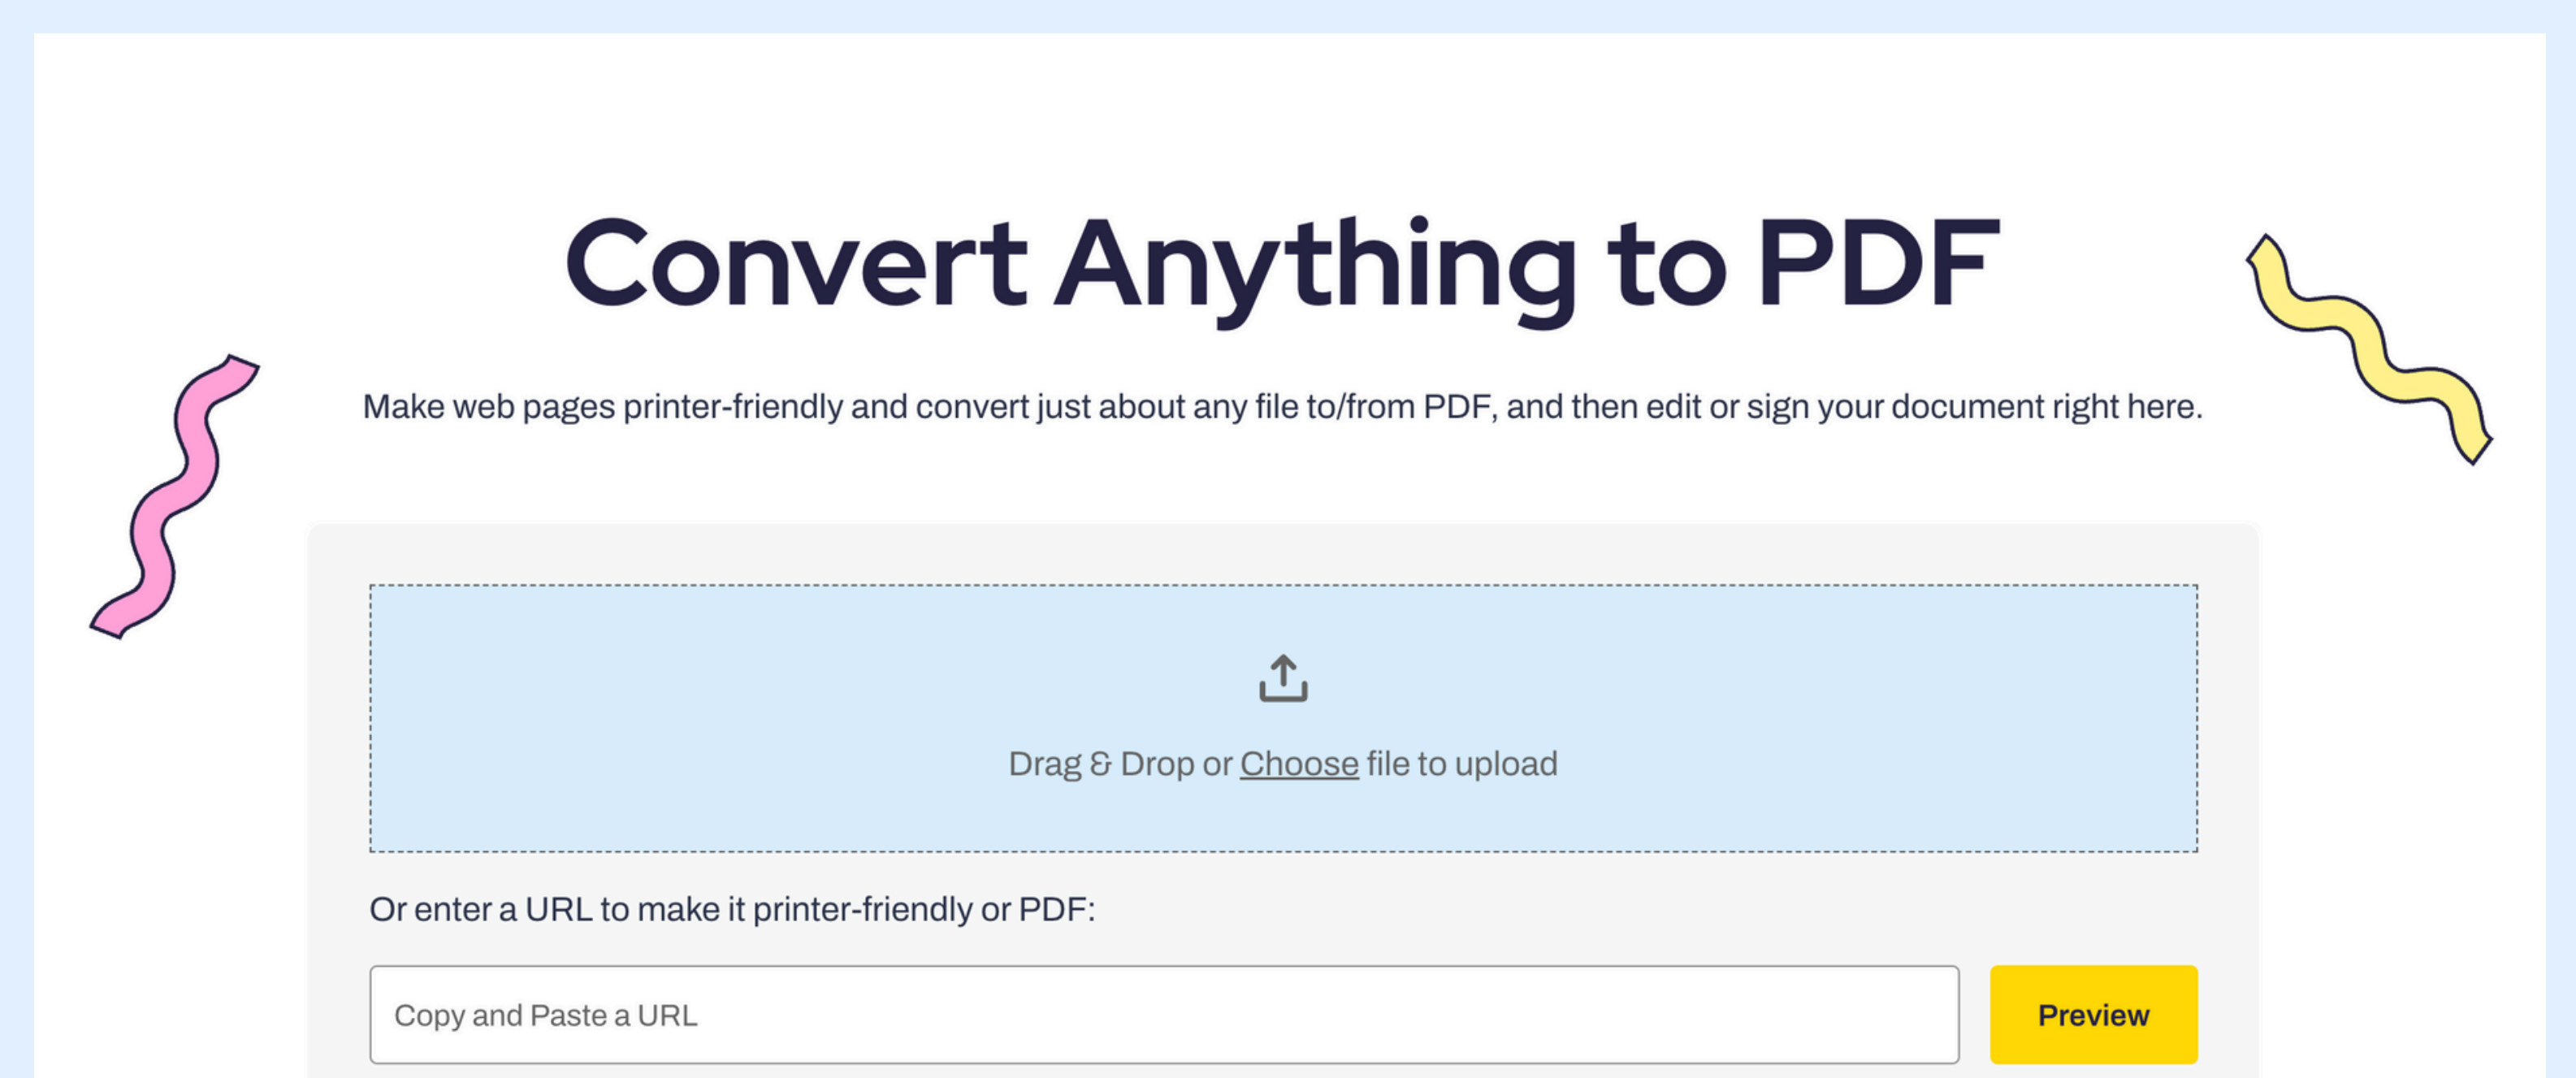 Convert Anything to PDF
Make web pages printer-friendly and convert just about any file to/from PDF, and then edit or sign your document right here.
Drag & Drop or Choose file to upload
Or enter a URL to make it printer-friendly or PDF:
Copy and Paste a URL
Preview